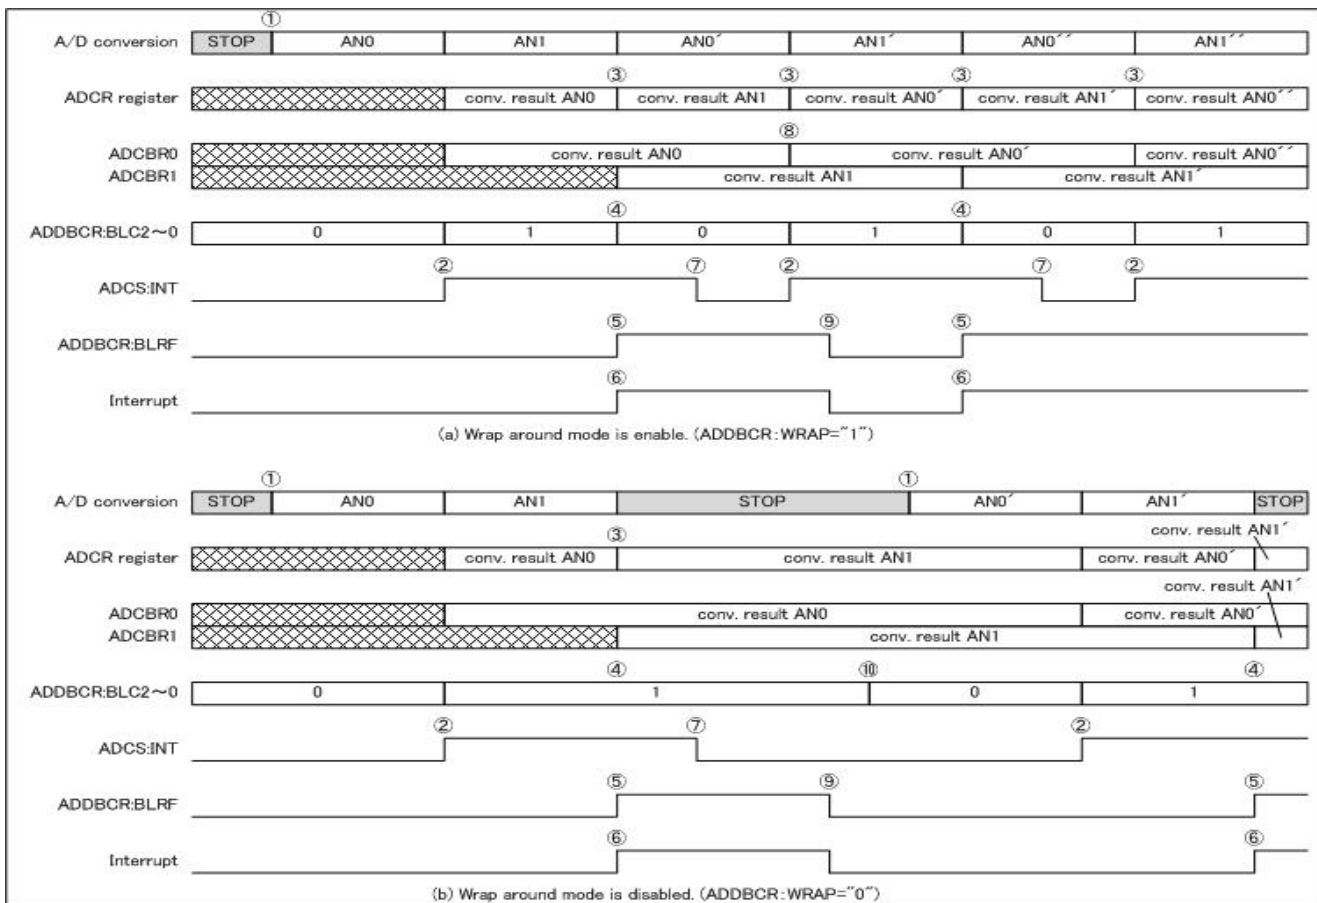 ①
A/D conversion STOP AN0 AN1 AN0´ AN1´ AN0´´ AN1´´
③ ③ ③ ③
ADCR register conv. result AN0 conv. result AN1 conv. result AN0´ conv. result AN1´ conv. result AN0´´
⑧
ADCBR0 conv. result AN0 conv. result AN0´ conv. result AN0´´
ADCBR1 conv. result AN1 conv. result AN1´
④ ④
ADDBCR:BLC2～0 0 1 0 1 0 1
② ⑦ ② ⑦ ②
ADCS:INT
⑤ ⑨ ⑤
ADDBCR:BLRF
⑥ ⑥
Interrupt
(a) Wrap around mode is enable. (ADDBCR:WRAP="1")
① ①
A/D conversion STOP AN0 AN1 STOP AN0´ AN1´ STOP
③ conv. result AN1´
ADCR register conv. result AN0 conv. result AN1 conv. result AN0´
conv. result AN1´
ADCBR0 conv. result AN0 conv. result AN0´
ADCBR1 conv. result AN1
④ ⑩ ④
ADDBCR:BLC2～0 0 1 0 1
② ⑦ ②
ADCS:INT
⑤ ⑨ ⑤
ADDBCR:BLRF
⑥ ⑥
Interrupt
(b) Wrap around mode is disabled. (ADDBCR:WRAP="0")